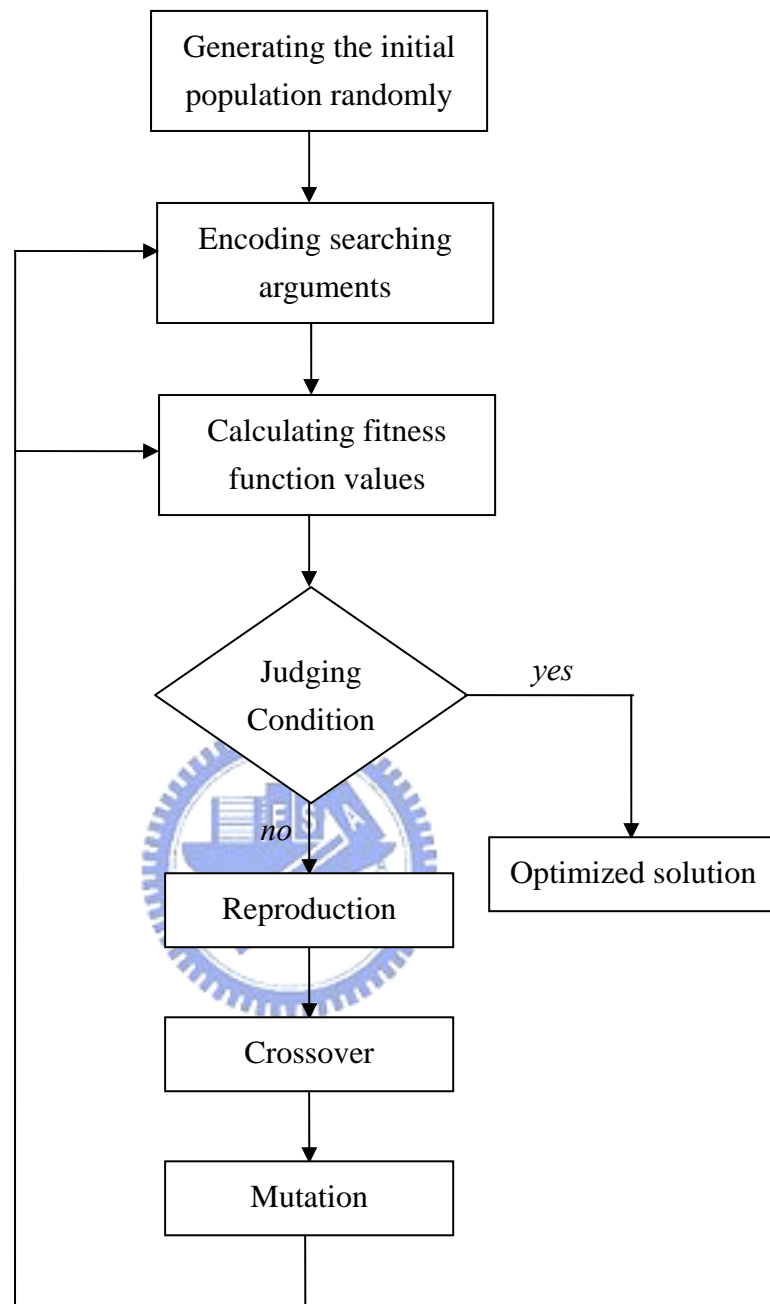 Generating the initial
population randomly
Encoding searching
arguments
Calculating fitness
function values
Judging
Condition
yes
no
E S A
Optimized solution
Reproduction
Crossover
Mutation